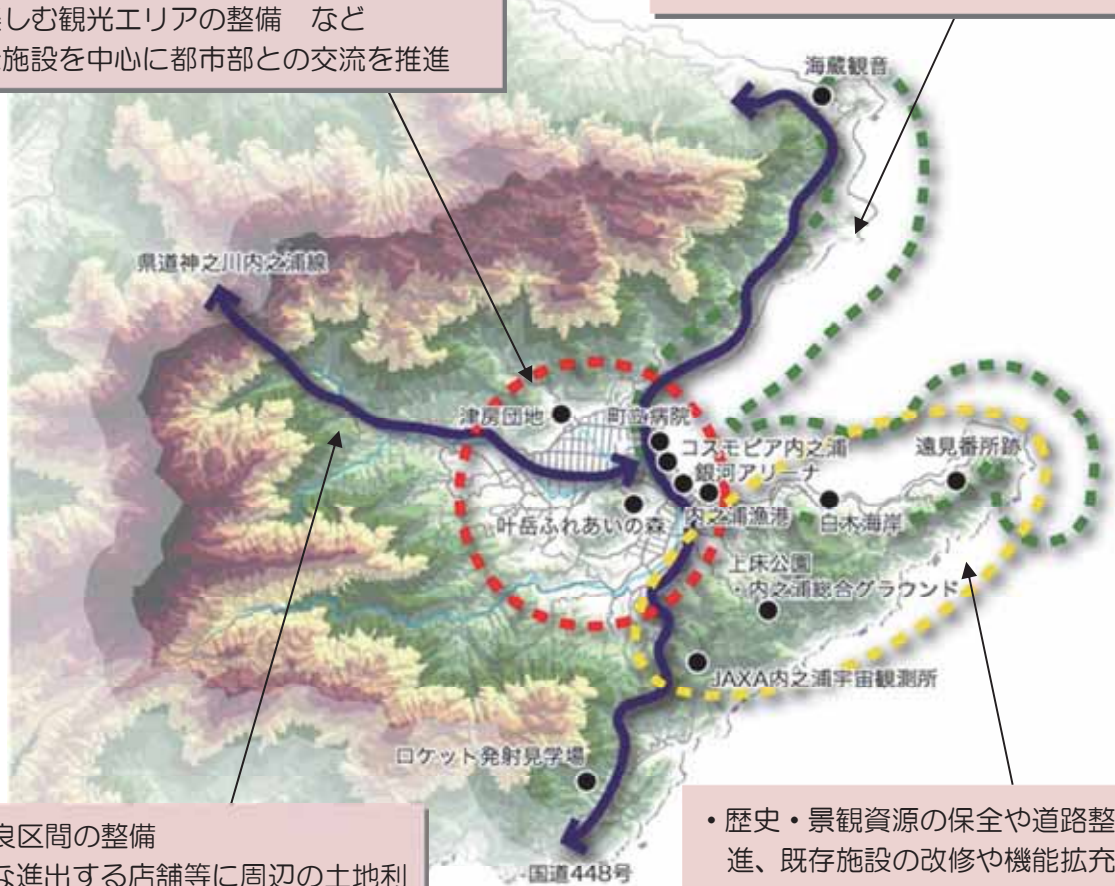 しむ観光エリアの整備　など
施設を中心に都市部との交流を推進
海蔵観音
県道神之川内之浦線
津房団地
町立病院
コスモピア内之浦
銀河アリーナ
内之浦漁港
遠見番所跡
白木海岸
叶岳ふれあいの森
上床公園
・内之浦総合グラウンド
JAXA内之浦宇宙観測所
ロケット発射見学場
国道448号
良区間の整備
な進出する店舗等に周辺の土地利
・歴史・景観資源の保全や道路整
進、既存施設の改修や機能拡充